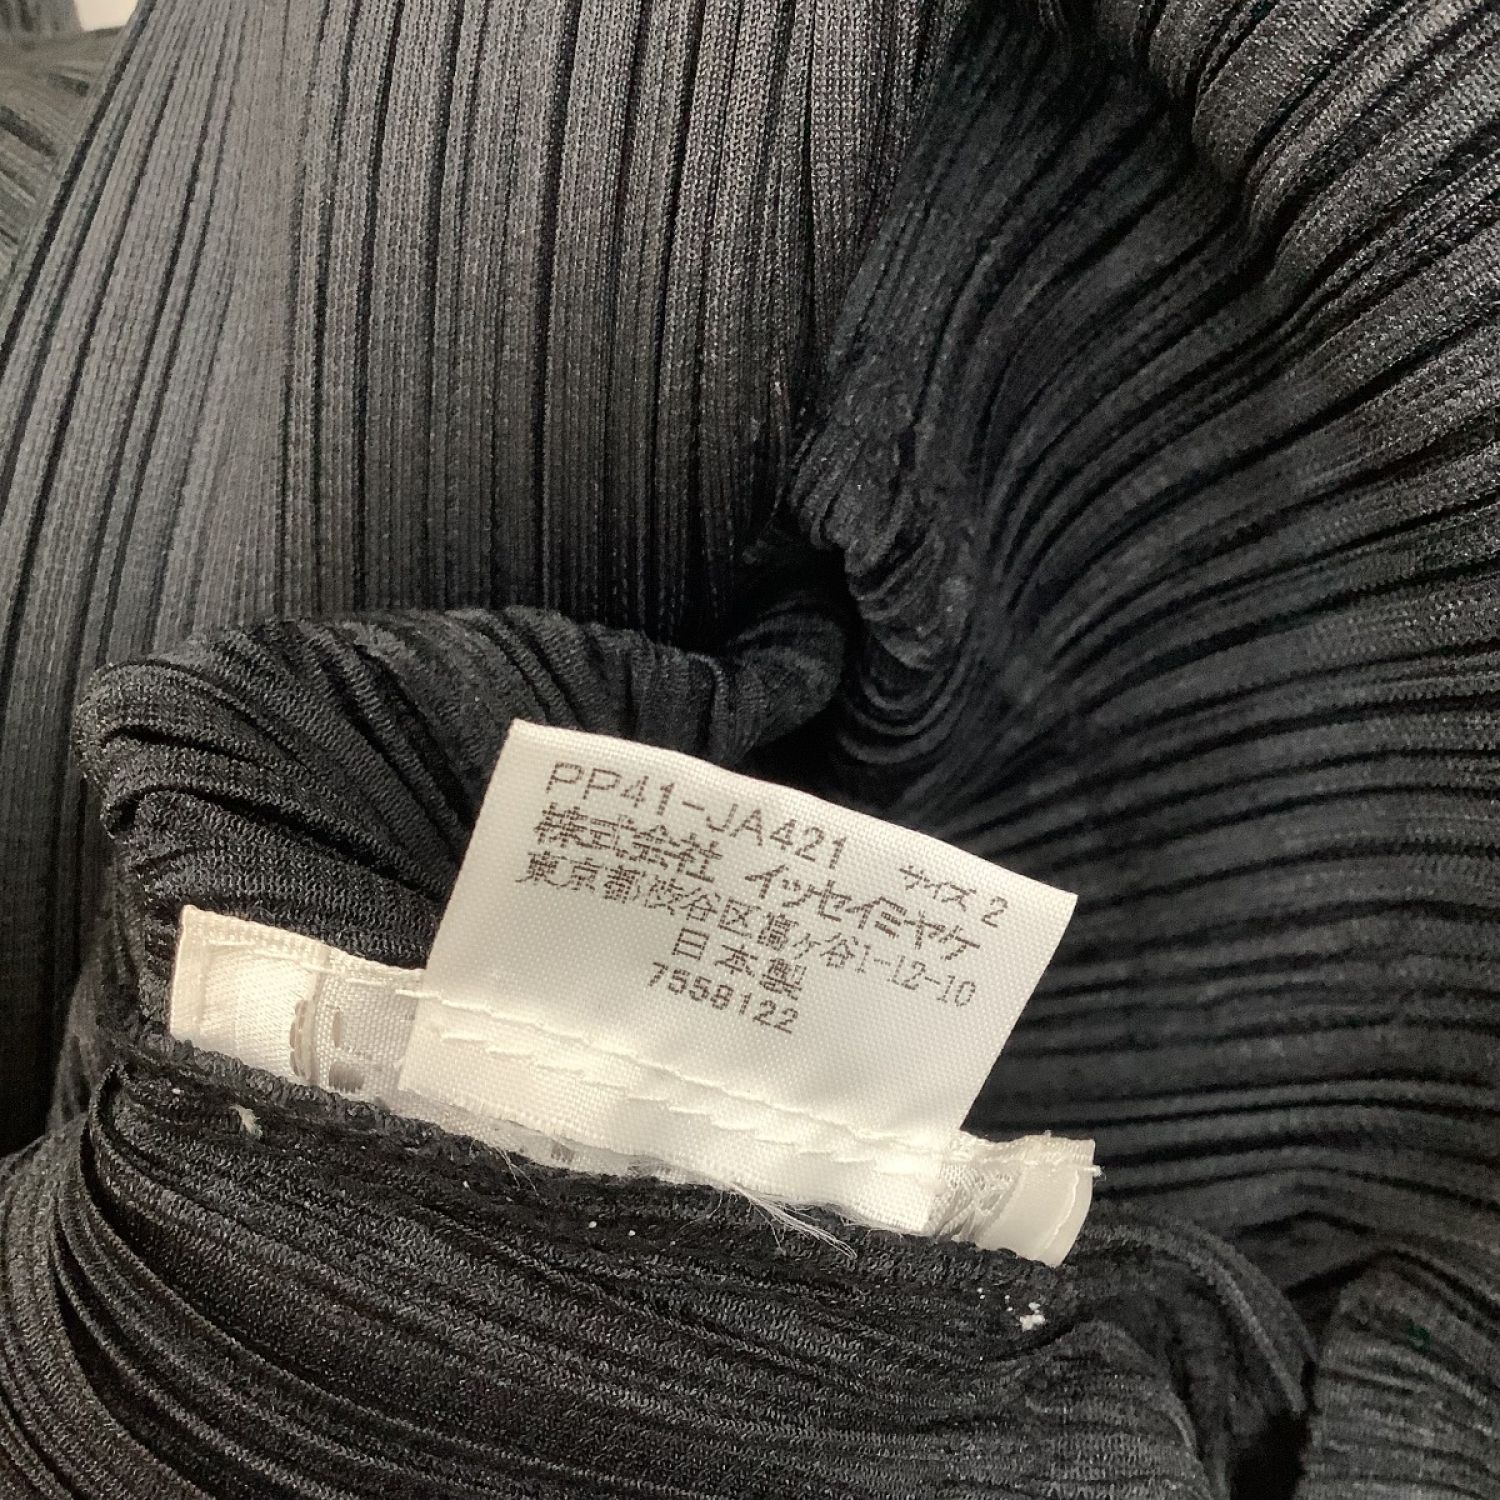 PP41-JA421 サイズ 2
株式会社 イッセイミヤケ
東京都渋谷区富ヶ谷1-12-10
日本製
7558122